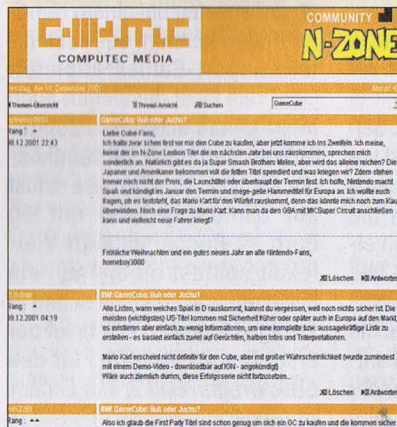 COMMUNITY
N-ZONE
COMPUTEC MEDIA
Dezember 2001
Themen-Übersicht
Thread-Ansicht
Suchen
GameCube
GameCube: Buh oder Juchu?
Rang:
08.12.2001 22:43
Liebe Cube-Fans,
Ich hatte zwar schon fest vor mir den Cube zu kaufen, aber jetzt komme ich ins Zweifeln. Ich meine,
keine der im N-Zone Lexikon Titel die im nächsten Jahr bei uns rauskommen, sprechen mich
sonderlich an. Natürlich gibt es da ja Super Smash Brothers Melee, aber wird das alleine reichen? Die
Japaner und Amerikaner bekommen voll die fetten Titel spendiert und was kriegen wir? Zdem stehen
immer noch nicht der Preis, die Launchtitel oder überhaupt der Termin fest. Ich hoffe, Nintendo macht
Spaß und kündigt im Januar den Termin und mega-geile Hammertitel für Europa an. Ich wollte euch
fragen, ob es feststeht, das Mario Kart für den Würfel rauskommt, denn das könnte mich noch zum Kauf
überwinden. Noch eine Frage zu Mario Kart. Kann man da den GBA mit MK:Super Circuit anschließen
kann und vielleicht neue Fahrer kriegt?
Fröhliche Weihnachten und ein gutes Neues Jahr an alle Nintendo-Fans,
homeboy3000
Löschen
Antworten
AW: GameCube: Buh oder Juchu?
Rang:
09.12.2001 04:19
Alle Listen, wann welches Spiel in D rauskommt, kannst du vergessen, weil noch nichts sicher ist. Die
meisten (wichtigsten) US-Titel kommen mit Sicherheit früher oder später auch in Europa auf den Markt,
es existieren aber einfach zu wenig Informationen, um eine komplette bzw. aussagekräftige Liste zu
erstellen - es basiert einfach zuviel auf Gerüchten, halben Infos und Interpretationen.
Mario Kart erscheint nicht definitiv für den Cube, aber mit großer Wahrscheinlichkeit (wurde zumindest
mit einem Demo-Video - downloadbar auf IGN - angekündigt)
Wäre auch ziemlich dumm, diese Erfolgsserie nicht fortzusetzen...
Löschen
Antworten
AW: GameCube: Buh oder Juchu?
Rang:
Also ich glaub die First Party Titel sind schon genug um sich ein GC zu kaufen und die kommen sicher